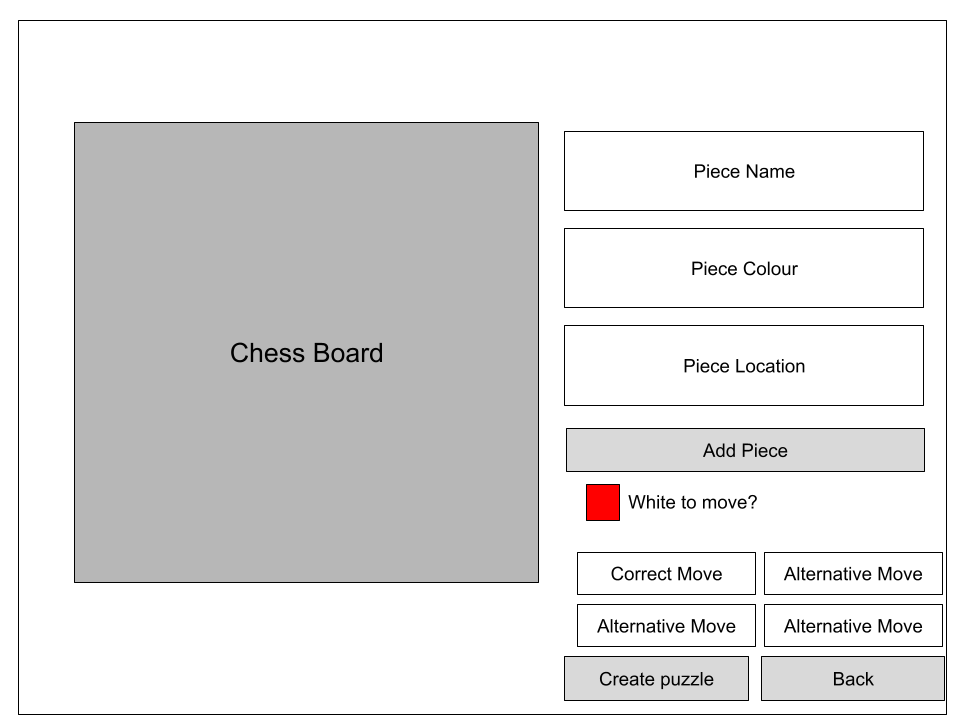 Chess Board
Piece Name
Piece Colour
Piece Location
Add Piece
White to move?
Correct Move
Alternative Move
Alternative Move
Alternative Move
Create puzzle
Back